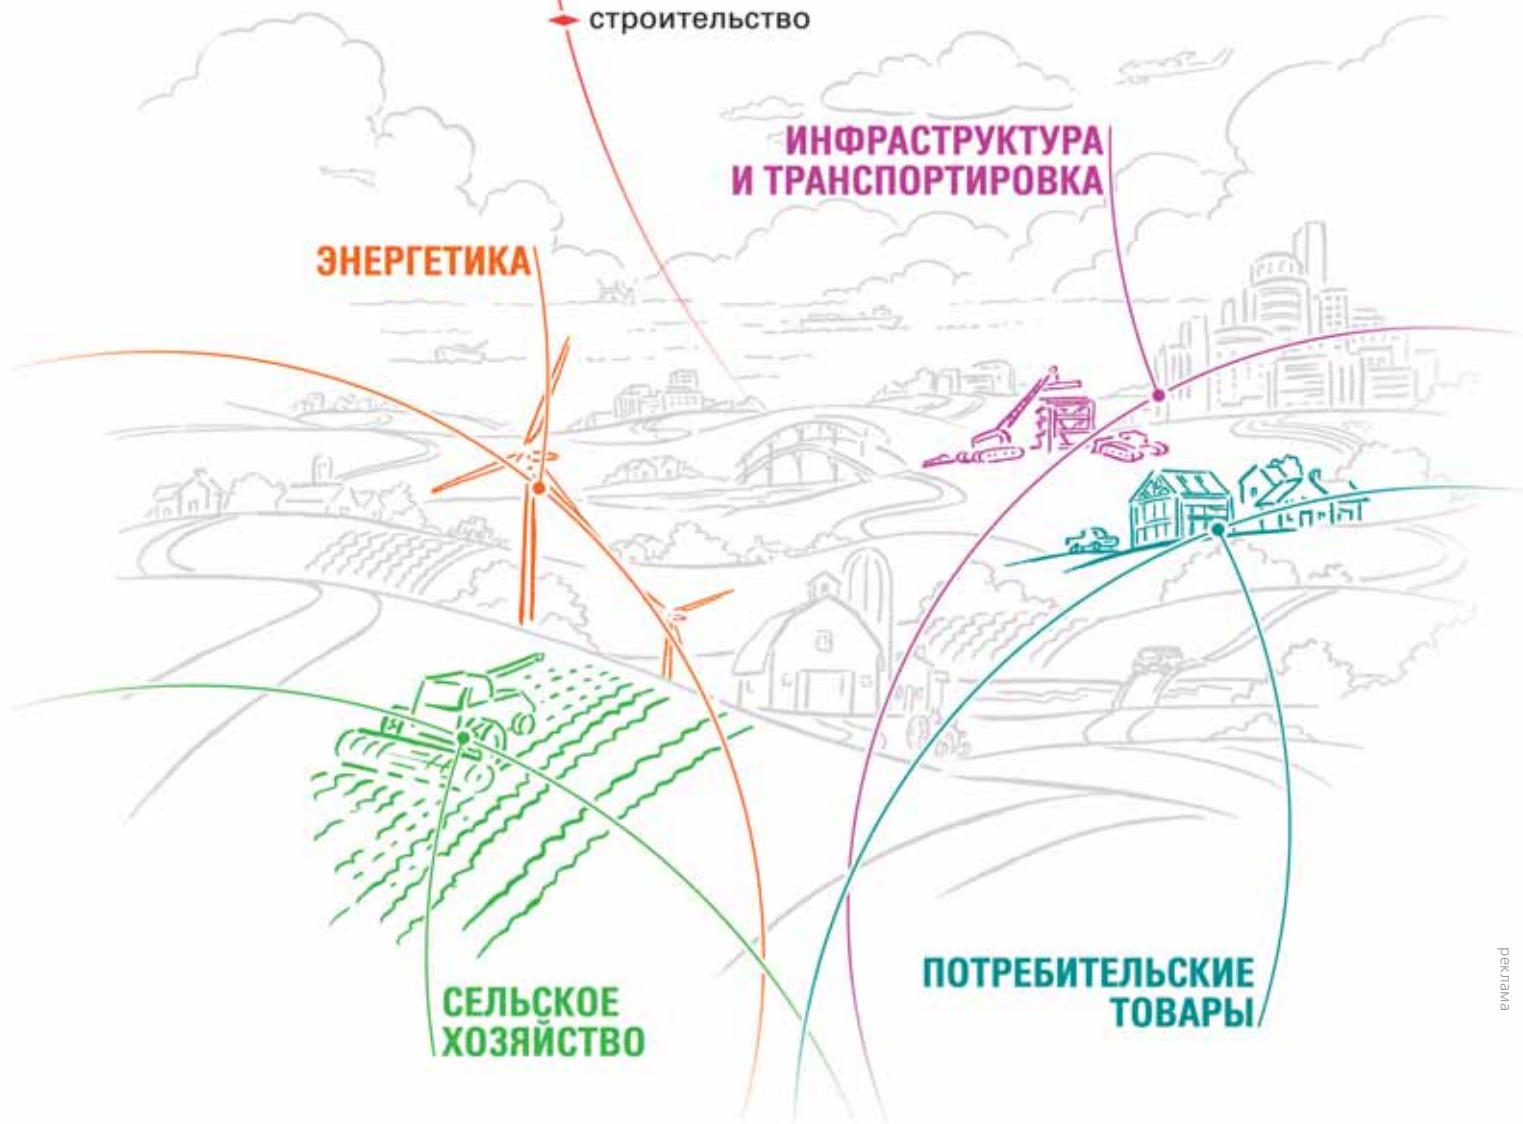 строительство
ИНФРАСТРУКТУРА
И ТРАНСПОРТИРОВКА
ЭНЕРГЕТИКА
ПОТРЕБИТЕЛЬСКИЕ
ТОВАРЫ
СЕЛЬСКОЕ
ХОЗЯЙСТВО
реклама